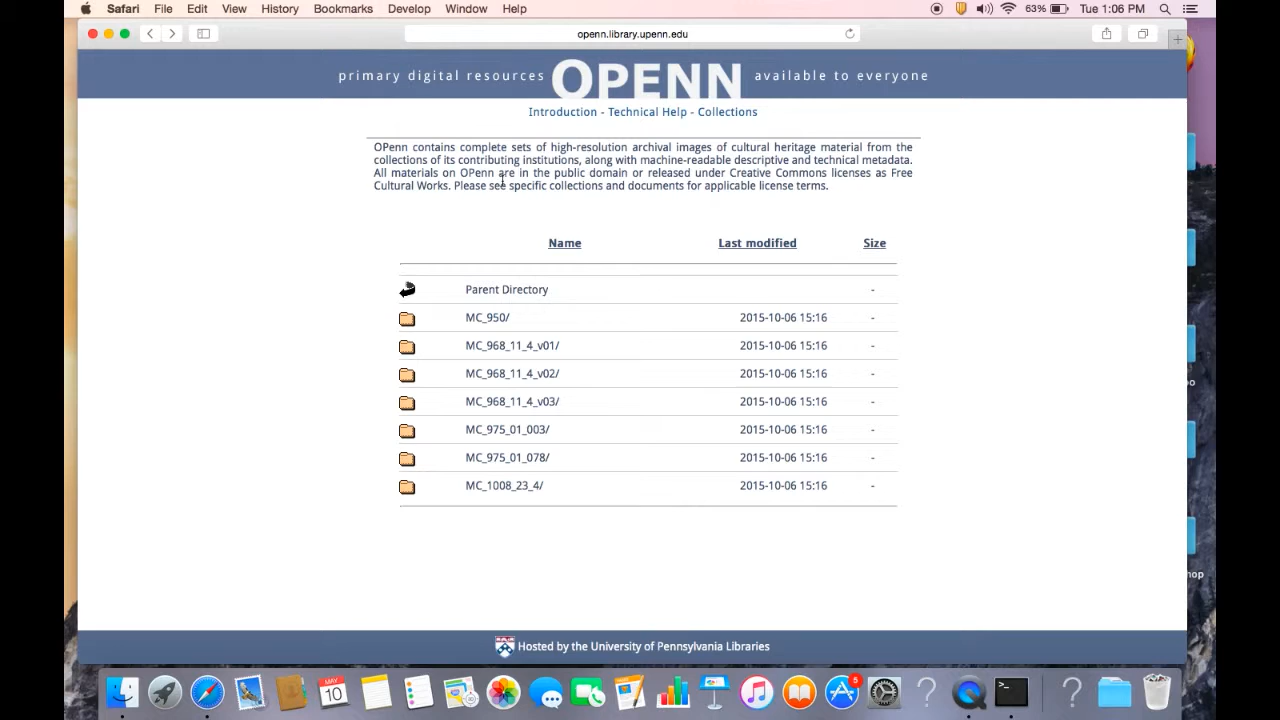 Safari File Edit View History Bookmarks Develop Window Help 63% Tue 1:06 PM
openn.library.upenn.edu
primary digital resources OPENN available to everyone
Introduction - Technical Help - Collections
OPenn contains complete sets of high-resolution archival images of cultural heritage material from the
collections of its contributing institutions, along with machine-readable descriptive and technical metadata.
All materials on OPenn are in the public domain or released under Creative Commons licenses as Free
Cultural Works. Please see specific collections and documents for applicable license terms.
Name Last modified Size
Parent Directory -
MC_950/ 2015-10-06 15:16 -
MC_968_11_4_v01/ 2015-10-06 15:16 -
MC_968_11_4_v02/ 2015-10-06 15:16 -
MC_968_11_4_v03/ 2015-10-06 15:16 -
MC_975_01_003/ 2015-10-06 15:16 -
MC_975_01_078/ 2015-10-06 15:16 -
MC_1008_23_4/ 2015-10-06 15:16 -
Hosted by the University of Pennsylvania Libraries
MAY
10
5